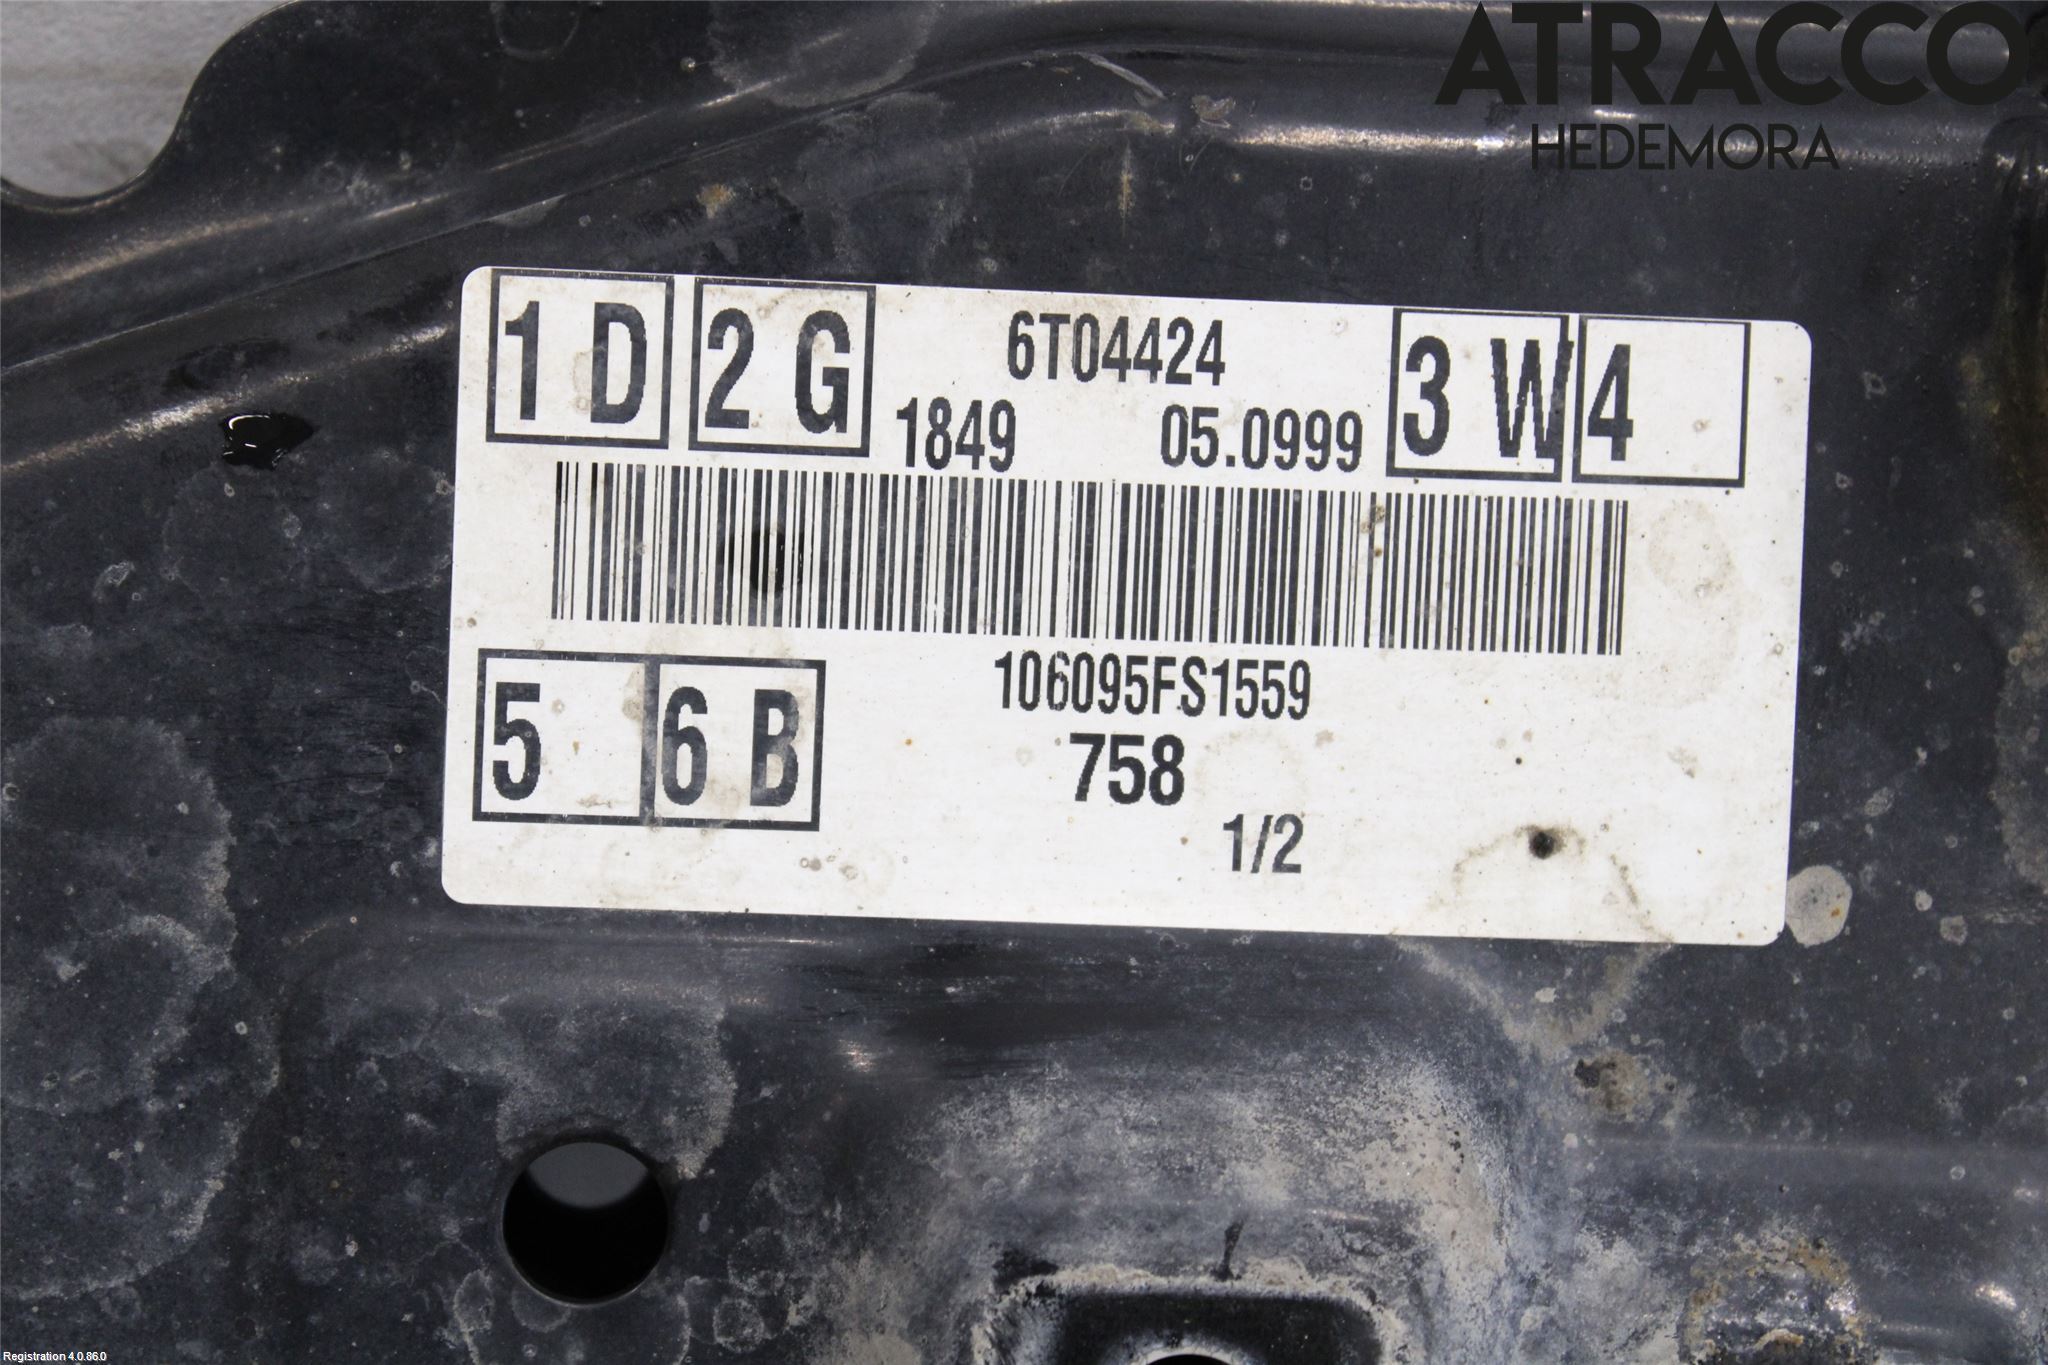 ATRACCO
HEDEMORA
1 D 2 G 6T04424 3 W 4
1849 05.0999
106095FS1559
5 6 B 758
1/2
Registration 4.0.86.0